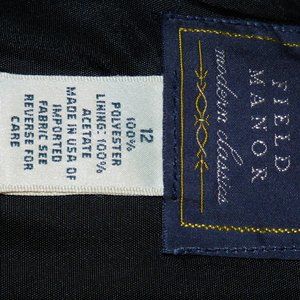 FIELD
MANOR
modern classics
12
100%
POLYESTER
LINING: 100%
ACETATE
MADE IN USA OF
IMPORTED
FABRIC SEE
REVERSE FOR
CARE